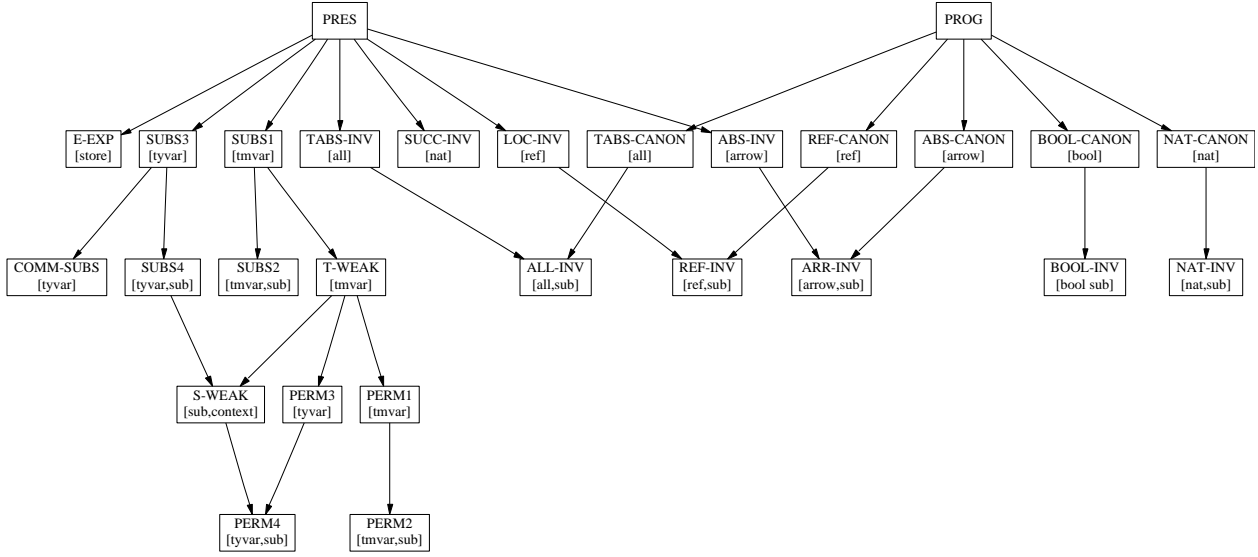 PRES
PROG
E-EXP
[store]
SUBS3
[tyvar]
SUBS1
[tmvar]
TABS-INV
[all]
SUCC-INV
[nat]
LOC-INV
[ref]
TABS-CANON
[all]
ABS-INV
[arrow]
REF-CANON
[ref]
ABS-CANON
[arrow]
BOOL-CANON
[bool]
NAT-CANON
[nat]
COMM-SUBS
[tyvar]
SUBS4
[tyvar,sub]
SUBS2
[tmvar,sub]
T-WEAK
[tmvar]
ALL-INV
[all,sub]
REF-INV
[ref,sub]
ARR-INV
[arrow,sub]
BOOL-INV
[bool sub]
NAT-INV
[nat,sub]
S-WEAK
[sub,context]
PERM3
[tyvar]
PERM1
[tmvar]
PERM4
[tyvar,sub]
PERM2
[tmvar,sub]